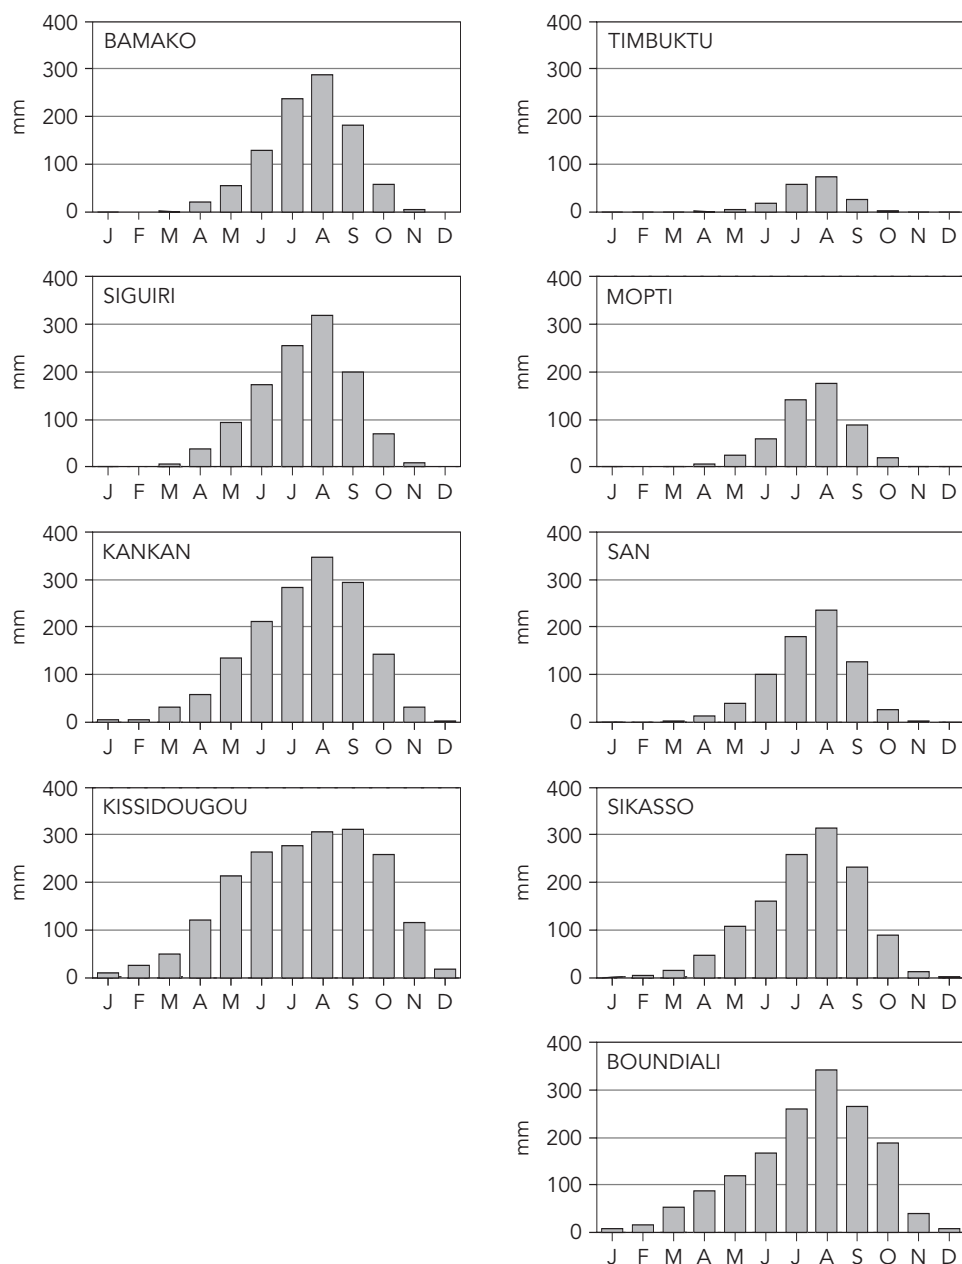 400
BAMAKO
300
mm
200
100
0
J F M A M J J A S O N D
400
SIGUIRI
300
mm
200
100
0
J F M A M J J A S O N D
400
KANKAN
300
mm
200
100
0
J F M A M J J A S O N D
400
KISSIDOUGOU
300
mm
200
100
0
J F M A M J J A S O N D
400
TIMBUKTU
300
mm
200
100
0
J F M A M J J A S O N D
400
MOPTI
300
mm
200
100
0
J F M A M J J A S O N D
400
SAN
300
mm
200
100
0
J F M A M J J A S O N D
400
SIKASSO
300
mm
200
100
0
J F M A M J J A S O N D
400
BOUNDIALI
300
mm
200
100
0
J F M A M J J A S O N D